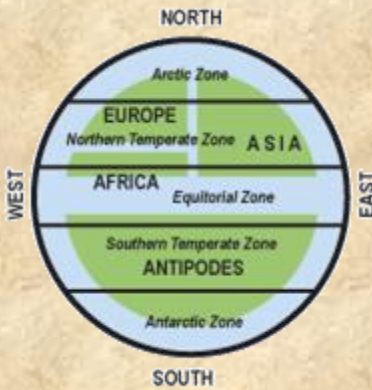 NORTH
Arctic Zone
EUROPE
Northern Temperate Zone
ASIA
WEST
AFRICA
Equitorial Zone
EAST
Southern Temperate Zone
ANTIPODES
Antarctic Zone
SOUTH